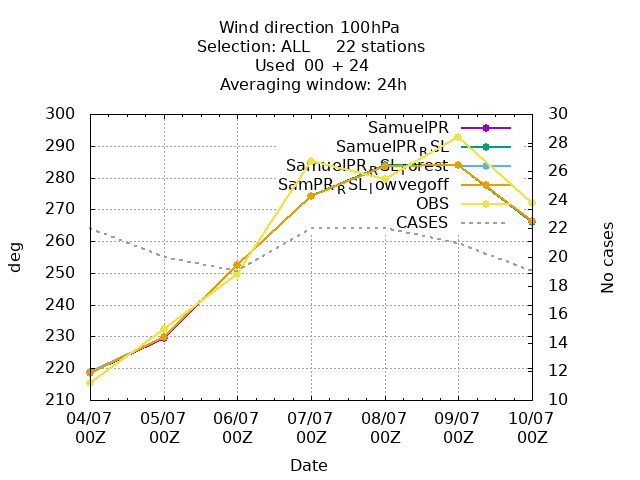 Wind direction 100hPa
Selection: ALL     22 stations
Used  00 + 24
Averaging window: 24h
300 30
290 28
280 26
270 24
260 22
250 20
240 18
230 16
220 14
210 12
10
deg
No cases
SamuelPR
SamuelPR_RSL
SamuelPR_RSL_forest
SamPR_RSL_lowvegoff
OBS
CASES
04/07 05/07 06/07 07/07 08/07 09/07 10/07
00Z 00Z 00Z 00Z 00Z 00Z 00Z
Date